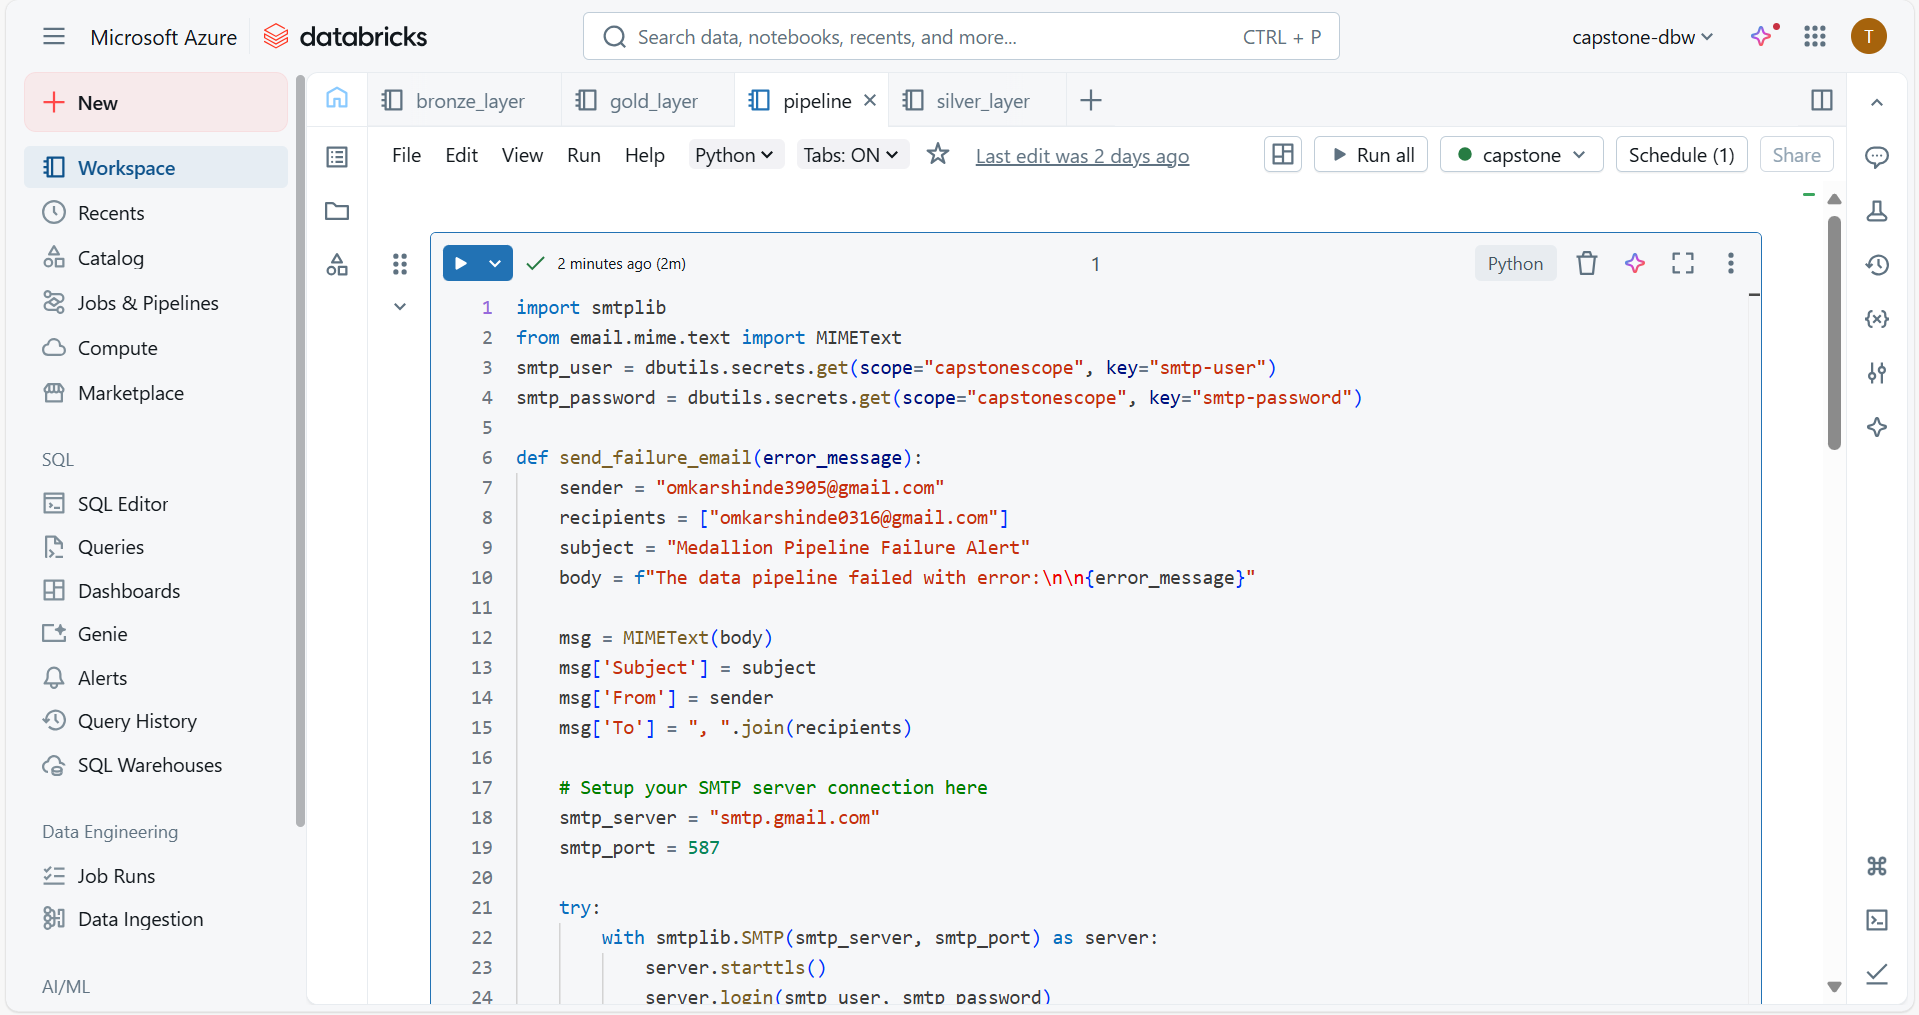 Microsoft Azure databricks
Search data, notebooks, recents, and more... CTRL + P
capstone-dbw
T
New
Workspace
Recents
Catalog
Jobs & Pipelines
Compute
Marketplace
SQL
SQL Editor
Queries
Dashboards
Genie
Alerts
Query History
SQL Warehouses
Data Engineering
Job Runs
Data Ingestion
AI/ML
bronze_layer gold_layer pipeline silver_layer
File Edit View Run Help Python Tabs: ON Last edit was 2 days ago
Run all capstone Schedule (1) Share
2 minutes ago (2m) 1 Python
1 import smtplib
2 from email.mime.text import MIMEText
3 smtp_user = dbutils.secrets.get(scope="capstonescope", key="smtp-user")
4 smtp_password = dbutils.secrets.get(scope="capstonescope", key="smtp-password")
5
6 def send_failure_email(error_message):
7     sender = "omkarshinde3905@gmail.com"
8     recipients = ["omkarshinde0316@gmail.com"]
9     subject = "Medallion Pipeline Failure Alert"
10     body = f"The data pipeline failed with error:\n\n{error_message}"
11
12     msg = MIMEText(body)
13     msg['Subject'] = subject
14     msg['From'] = sender
15     msg['To'] = ", ".join(recipients)
16
17     # Setup your SMTP server connection here
18     smtp_server = "smtp.gmail.com"
19     smtp_port = 587
20
21     try:
22         with smtplib.SMTP(smtp_server, smtp_port) as server:
23             server.starttls()
24             server.login(smtp_user, smtp_password)